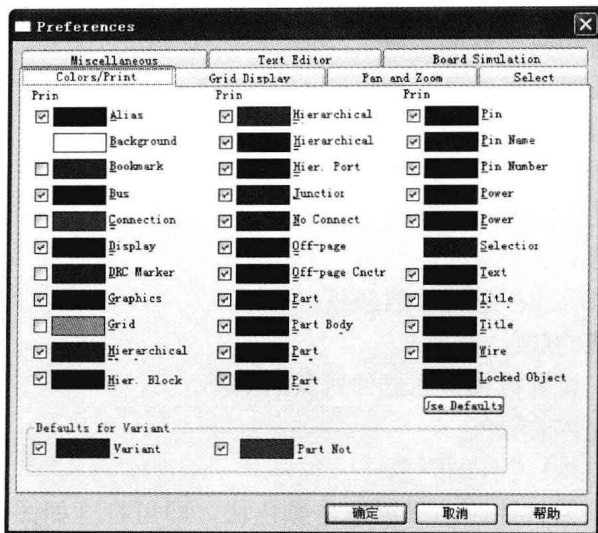 Preferences
Miscellaneous Text Editor Board Simulation
Colors/Print Grid Display Pan and Zoom Select
Prin Prin Prin
Alias Hierarchical Pin
Background Hierarchical Pin Name
Bookmark Hier. Port Pin Number
Bus Junction Power
Connection No Connect Power
Display Off-page Selection
DRC Marker Off-page Cnctr Text
Graphics Part Title
Grid Part Body Title
Hierarchical Part Wire
Hier. Block Part Locked Object
Use Defaults
Defaults for Variant
Variant Part Not
确定 取消 帮助